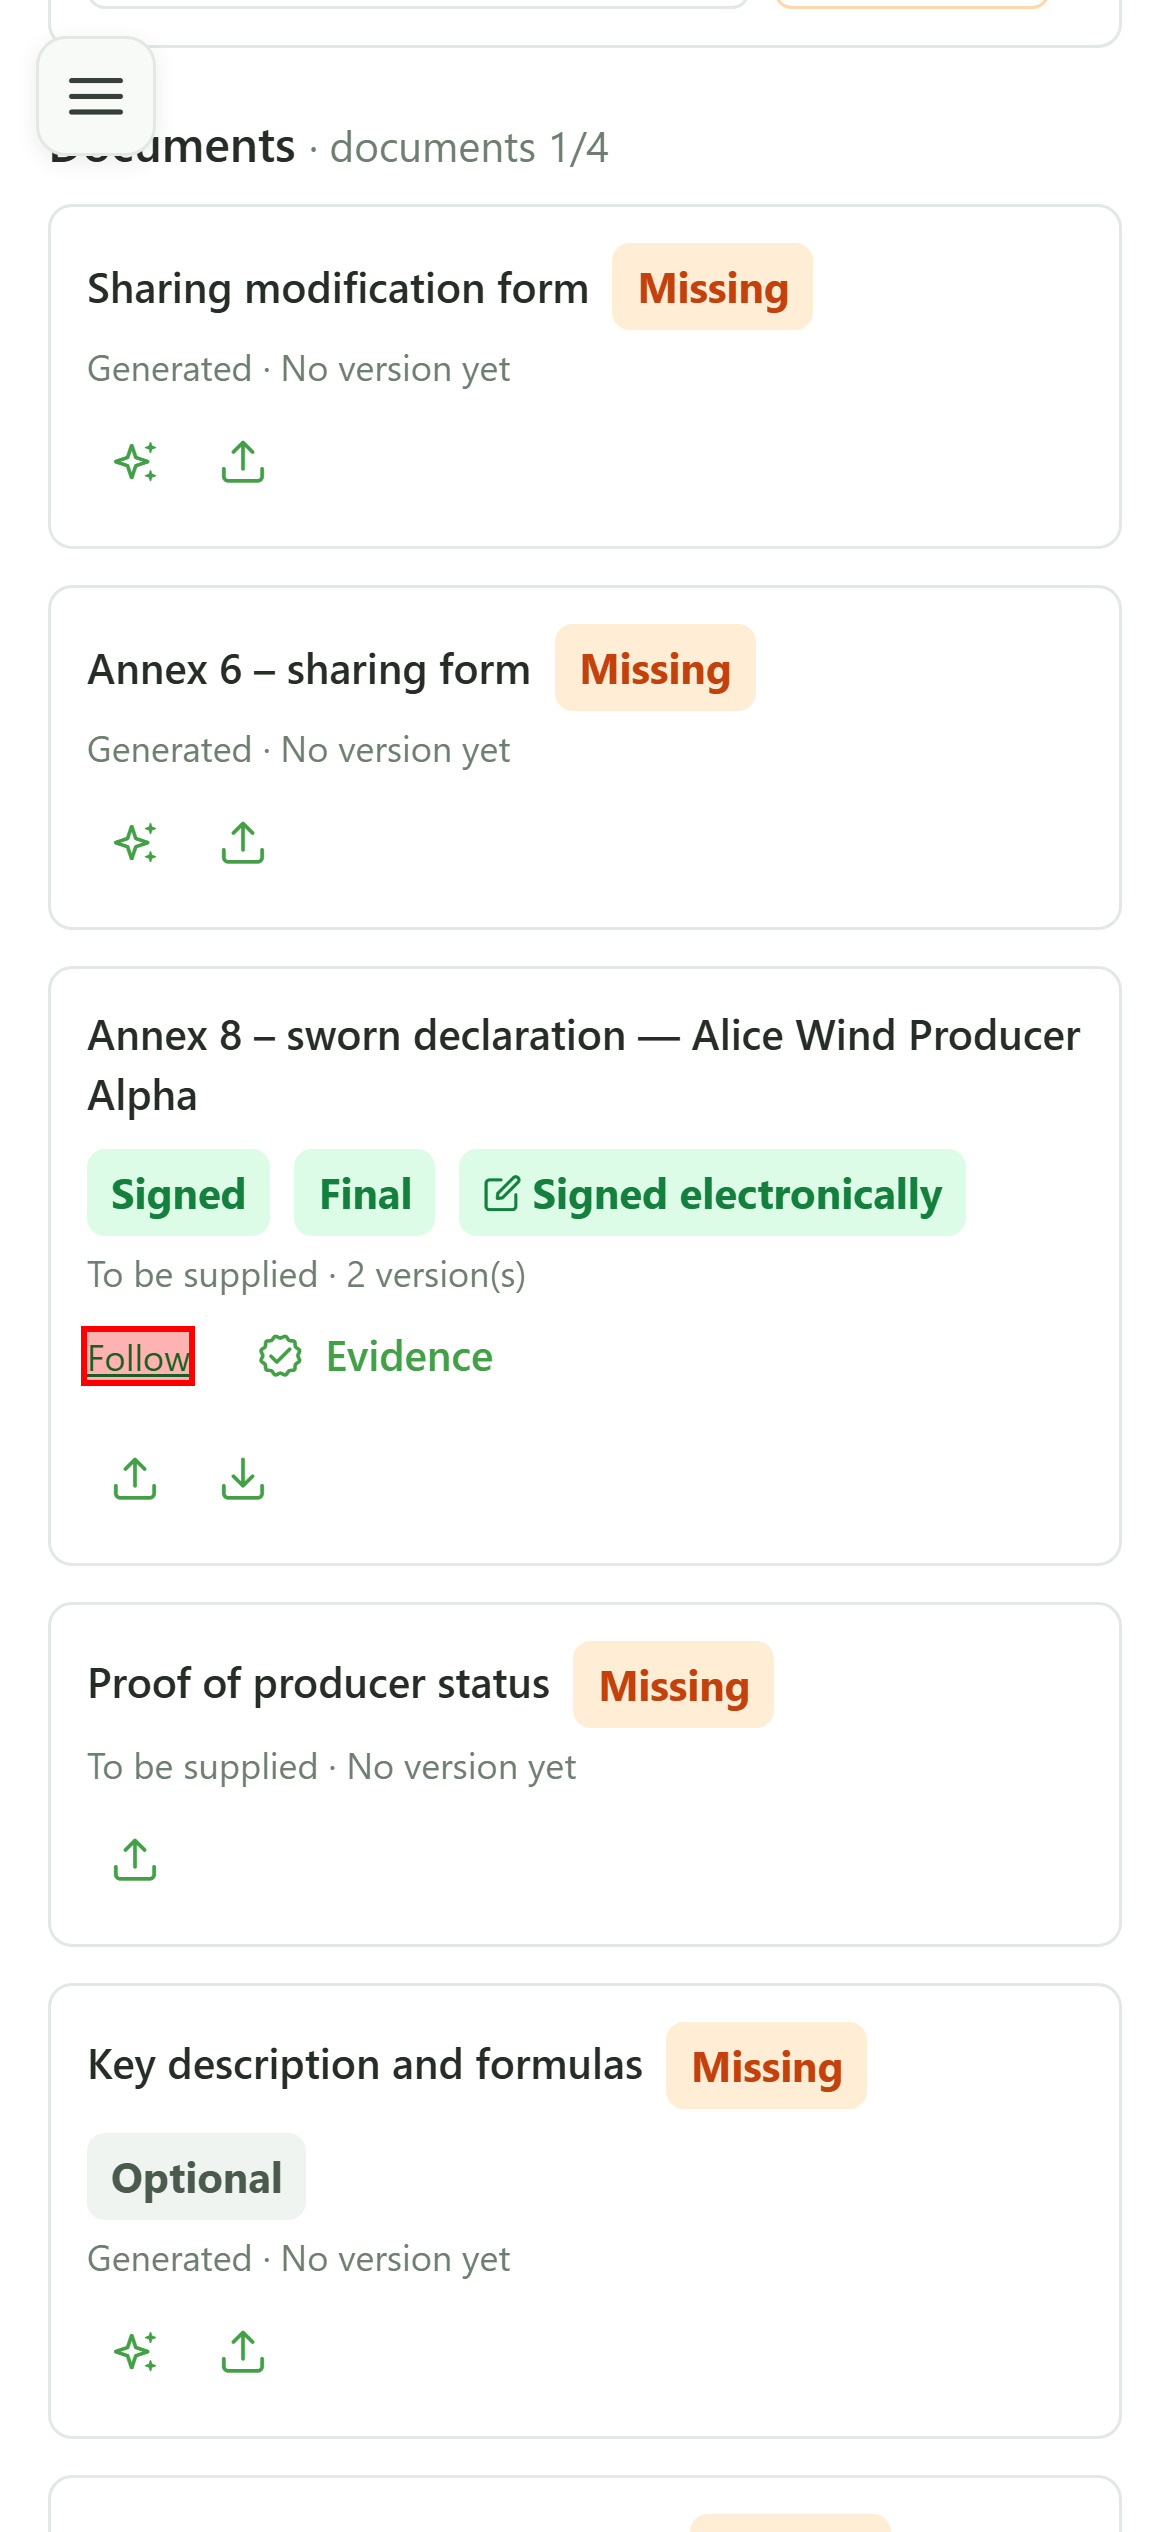 Documents · documents 1/4
Sharing modification form Missing
Generated · No version yet
Annex 6 – sharing form Missing
Generated · No version yet
Annex 8 – sworn declaration — Alice Wind Producer
Alpha
Signed Final Signed electronically
To be supplied · 2 version(s)
Follow Evidence
Proof of producer status Missing
To be supplied · No version yet
Key description and formulas Missing
Optional
Generated · No version yet